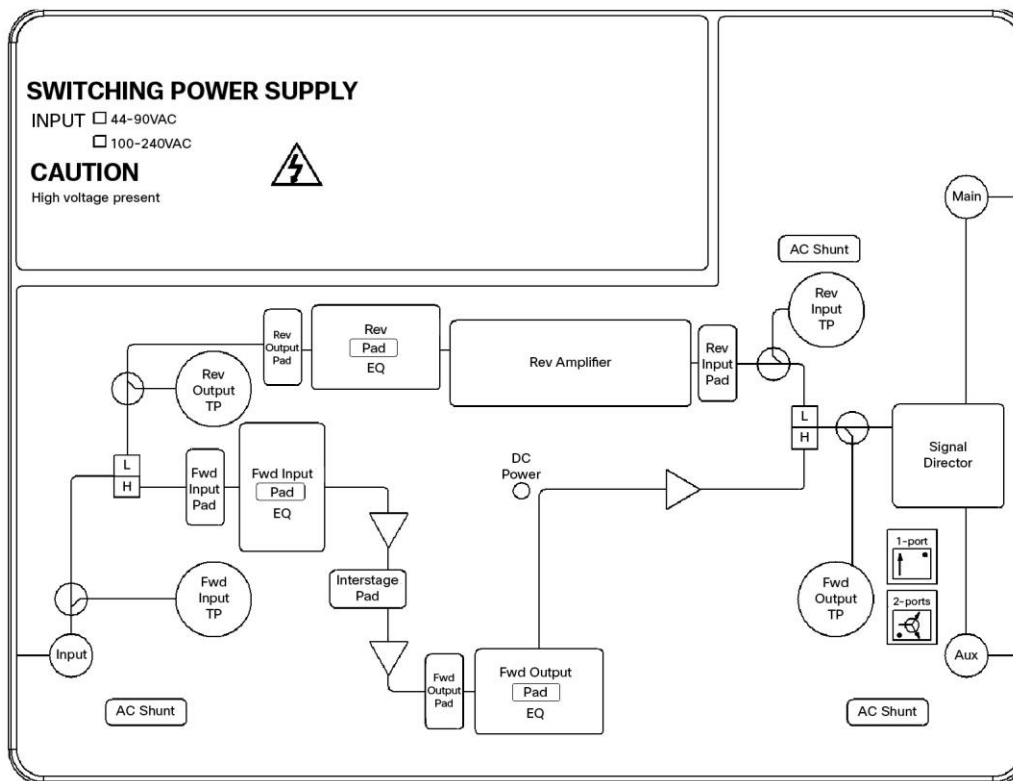 SWITCHING POWER SUPPLY
INPUT 44-90VAC
100-240VAC
CAUTION
High voltage present
Main
AC Shunt
Rev
Input
TP
Rev
Output
Pad
Rev
Pad
EQ
Rev Amplifier
Rev
Input
Pad
Rev
Output
TP
L
H
Signal
Director
L
H
Fwd
Input
Pad
Fwd Input
Pad
EQ
DC
Power
1-port
Fwd
Input
TP
Interstage
Pad
Fwd
Output
TP
2-ports
Input
Aux
Fwd
Output
Pad
Fwd Output
Pad
EQ
AC Shunt
AC Shunt